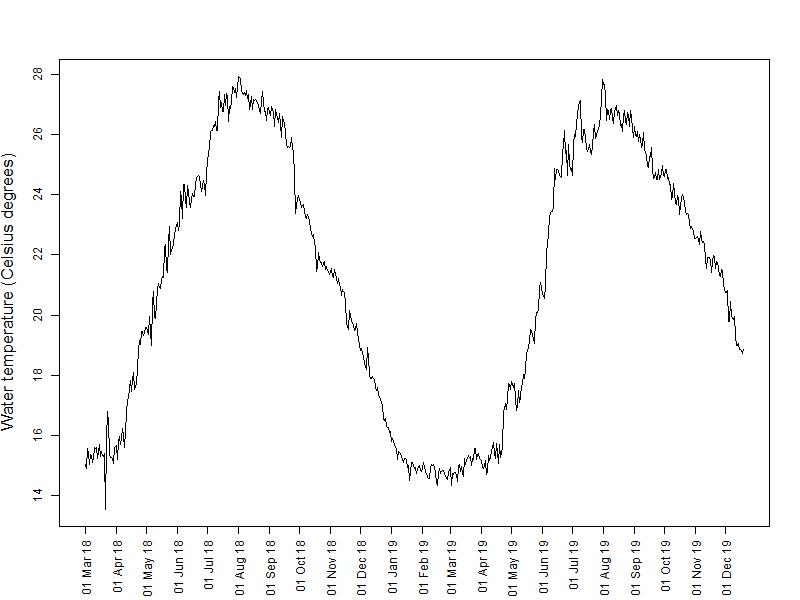 Water temperature (Celsius degrees)
28
26
24
22
20
18
16
14
01 Mar 18
01 Apr 18
01 May 18
01 Jun 18
01 Jul 18
01 Aug 18
01 Sep 18
01 Oct 18
01 Nov 18
01 Dec 18
01 Jan 19
01 Feb 19
01 Mar 19
01 Apr 19
01 May 19
01 Jun 19
01 Jul 19
01 Aug 19
01 Sep 19
01 Oct 19
01 Nov 19
01 Dec 19